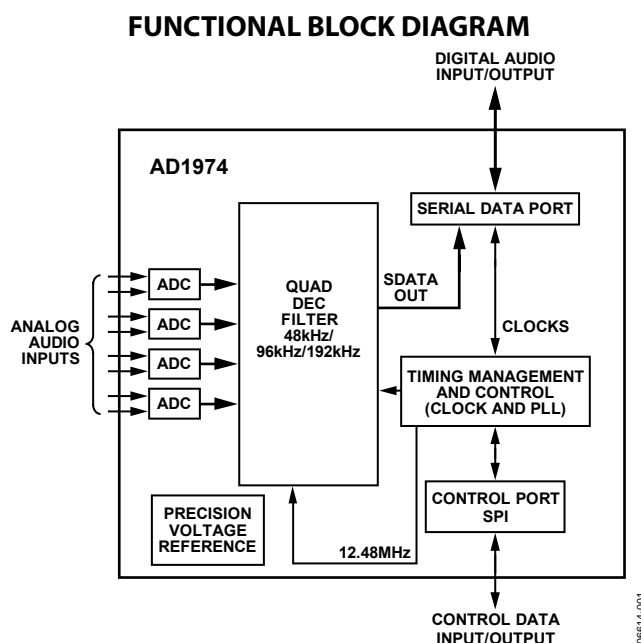 FUNCTIONAL BLOCK DIAGRAM
DIGITAL AUDIO
INPUT/OUTPUT
AD1974
SERIAL DATA PORT
QUAD
DEC
FILTER
48kHz/
96kHz/192kHz
SDATA
OUT
CLOCKS
ANALOG
AUDIO
INPUTS
ADC
ADC
ADC
ADC
TIMING MANAGEMENT
AND CONTROL
(CLOCK AND PLL)
CONTROL PORT
SPI
PRECISION
VOLTAGE
REFERENCE
12.48MHz
CONTROL DATA
INPUT/OUTPUT
06614-001